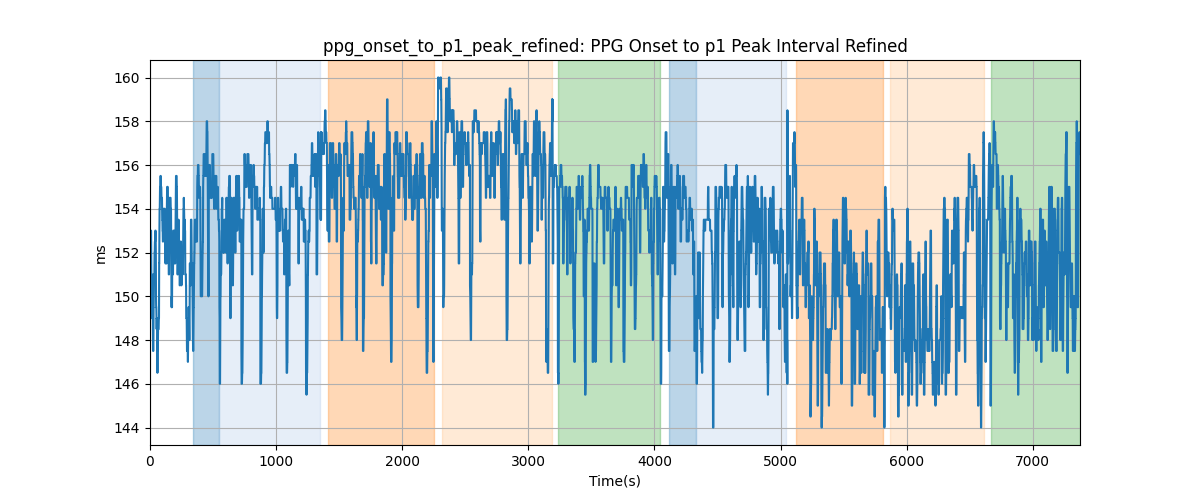 ppg_onset_to_p1_peak_refined: PPG Onset to p1 Peak Interval Refined
160
158
156
154
152
150
148
146
144
ms
0 1000 2000 3000 4000 5000 6000 7000
Time(s)